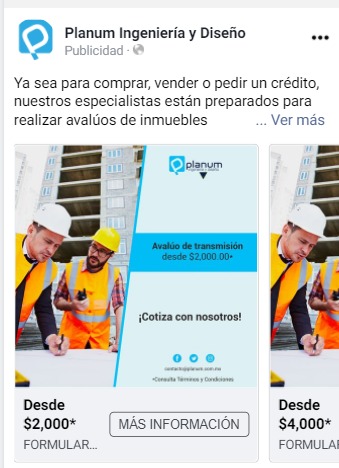 Planum Ingeniería y Diseño
Publicidad ·
Ya sea para comprar, vender o pedir un crédito,
nuestros especialistas están preparados para
realizar avalúos de inmuebles ... Ver más
planum
Avalúo de transmisión
desde $2,000.00*
¡Cotiza con nosotros!
contacto@planum.com.mx
*Consulta Términos y Condiciones
Desde
$2,000*
FORMULAR...
MÁS INFORMACIÓN
Desde
$4,000*
FORMULAR